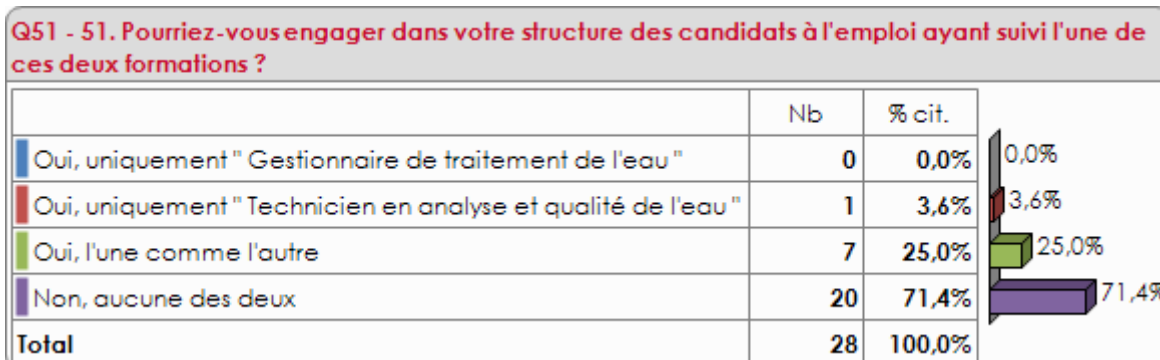 Q51 - 51. Pourriez-vous engager dans votre structure des candidats à l'emploi ayant suivi l'une de
ces deux formations ?
Nb % cit.
Oui, uniquement " Gestionnaire de traitement de l'eau " 0 0,0% 0,0%
Oui, uniquement " Technicien en analyse et qualité de l'eau " 1 3,6% 3,6%
Oui, l'une comme l'autre 7 25,0% 25,0%
Non, aucune des deux 20 71,4% 71,4%
Total 28 100,0%